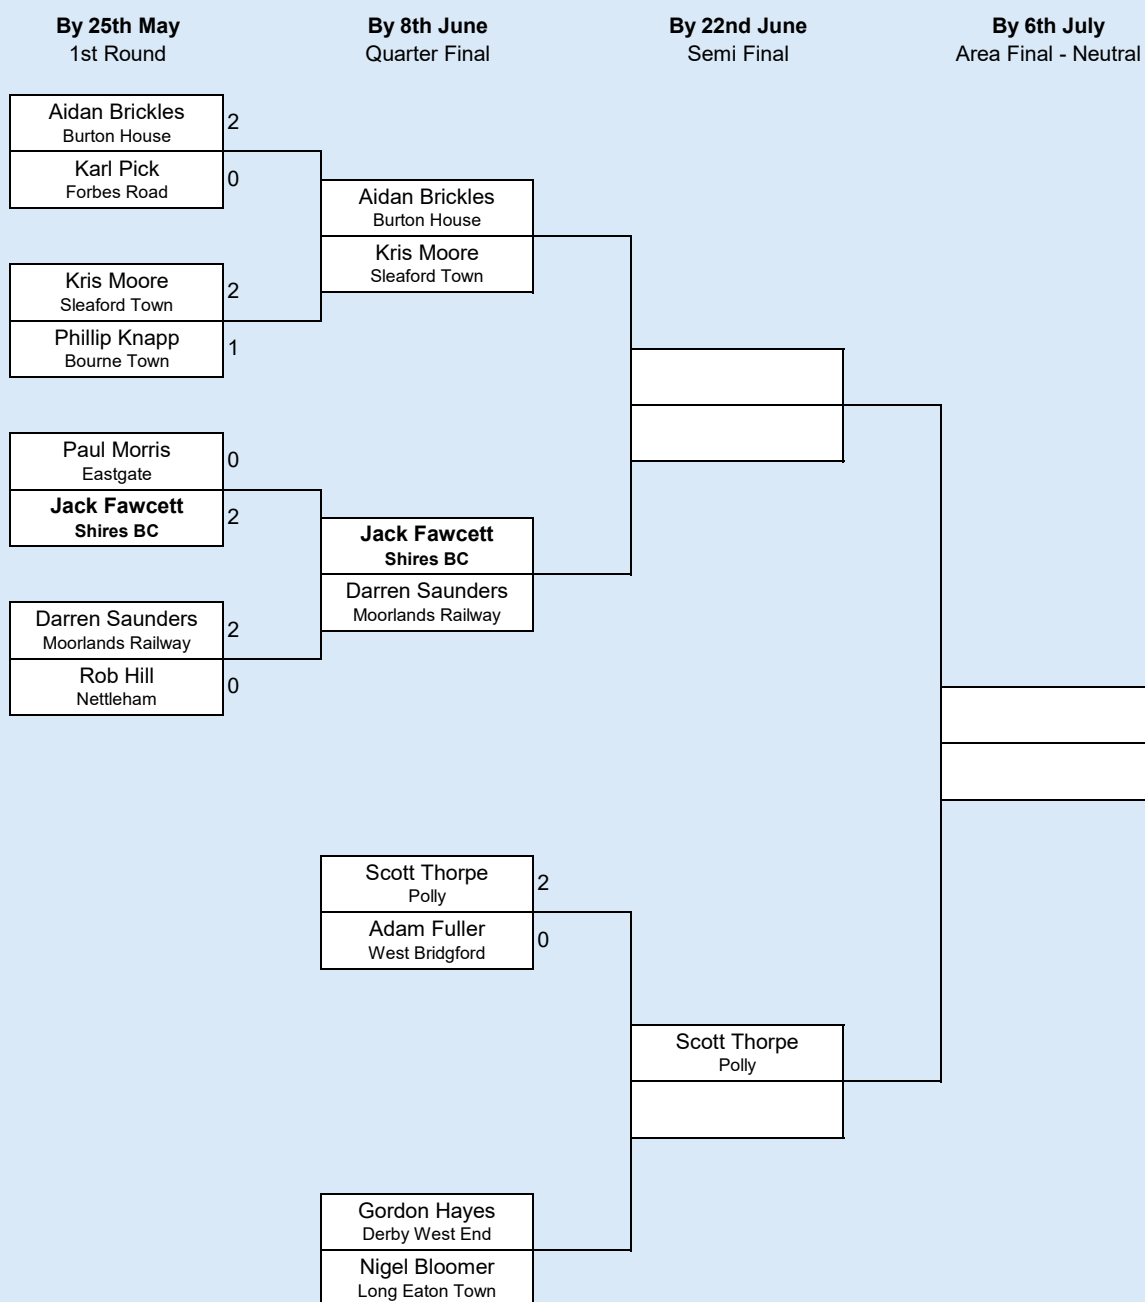 By 25th May
1st Round
By 8th June
Quarter Final
By 22nd June
Semi Final
By 6th July
Area Final - Neutral
Aidan Brickles
Burton House
2
Karl Pick
Forbes Road
0
Kris Moore
Sleaford Town
2
Phillip Knapp
Bourne Town
1
Paul Morris
Eastgate
0
Jack Fawcett
Shires BC
2
Darren Saunders
Moorlands Railway
2
Rob Hill
Nettleham
0
Aidan Brickles
Burton House
Kris Moore
Sleaford Town
Jack Fawcett
Shires BC
Darren Saunders
Moorlands Railway
Scott Thorpe
Polly
2
Adam Fuller
West Bridgford
0
Gordon Hayes
Derby West End
Nigel Bloomer
Long Eaton Town
Scott Thorpe
Polly